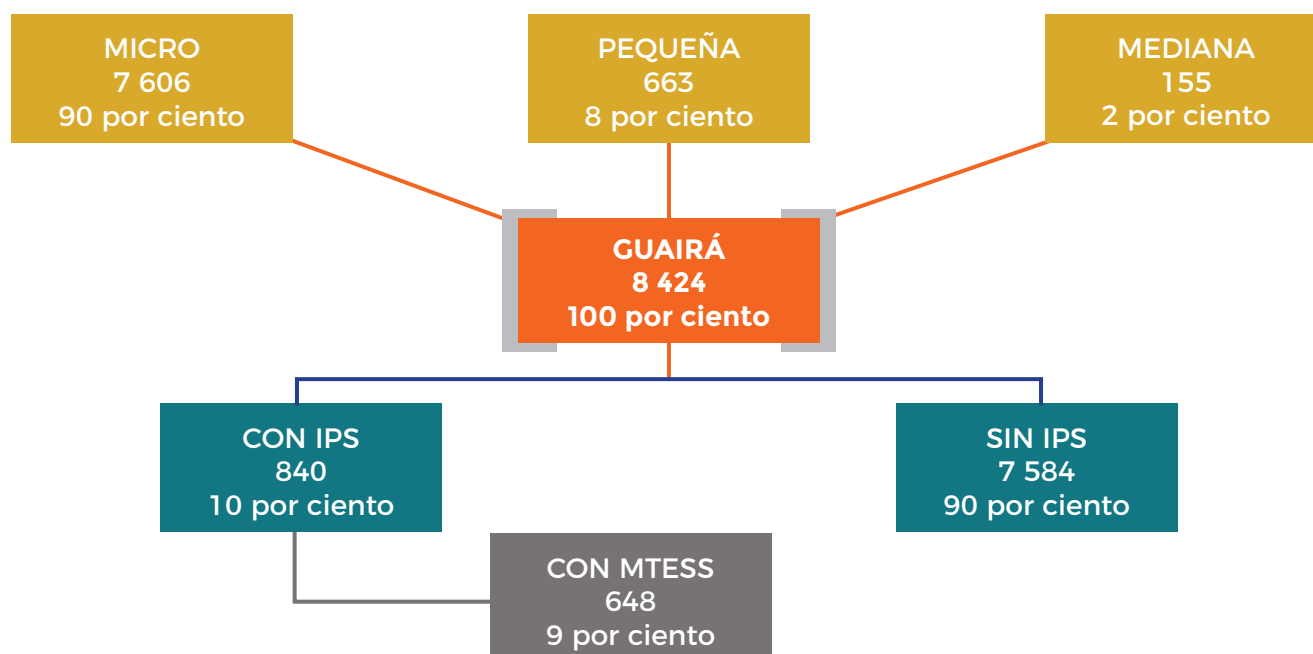 MICRO
7 606
90 por ciento
PEQUEÑA
663
8 por ciento
MEDIANA
155
2 por ciento
GUAIRÁ
8 424
100 por ciento
CON IPS
840
10 por ciento
SIN IPS
7 584
90 por ciento
CON MTESS
648
9 por ciento